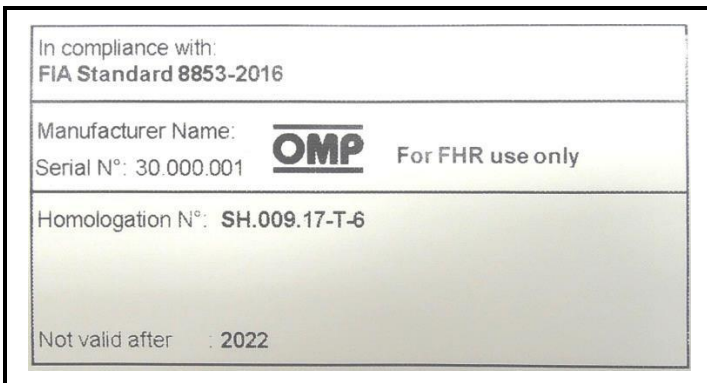 In compliance with:
FIA Standard 8853-2016
Manufacturer Name:
OMP
For FHR use only
Serial N°: 30.000.001
Homologation N°: SH.009.17-T-6
Not valid after : 2022